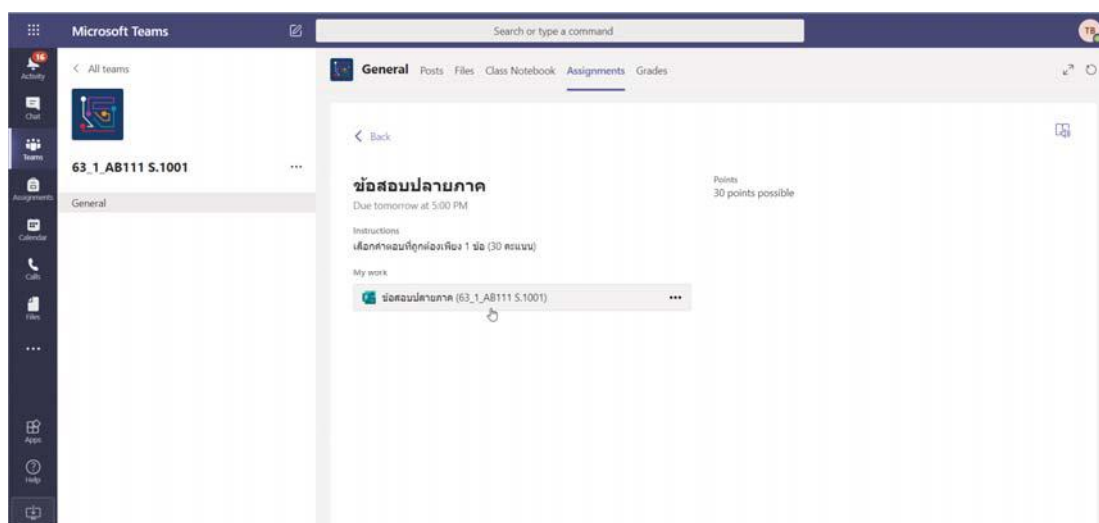 Microsoft Teams
Search or type a command
TB
16
Activity
Chat
Teams
Assignments
Calendar
Calls
Files
Apps
Help
All teams
63_1_AB111 S.1001
General
General Posts Files Class Notebook Assignments Grades
Back
ข้อสอบปลายภาค
Due tomorrow at 5:00 PM
Instructions
เลือกคำตอบที่ถูกต้องเพียง 1 ข้อ (30 คะแนน)
My work
ข้อสอบปลายภาค (63_1_AB111 S.1001)
Points
30 points possible